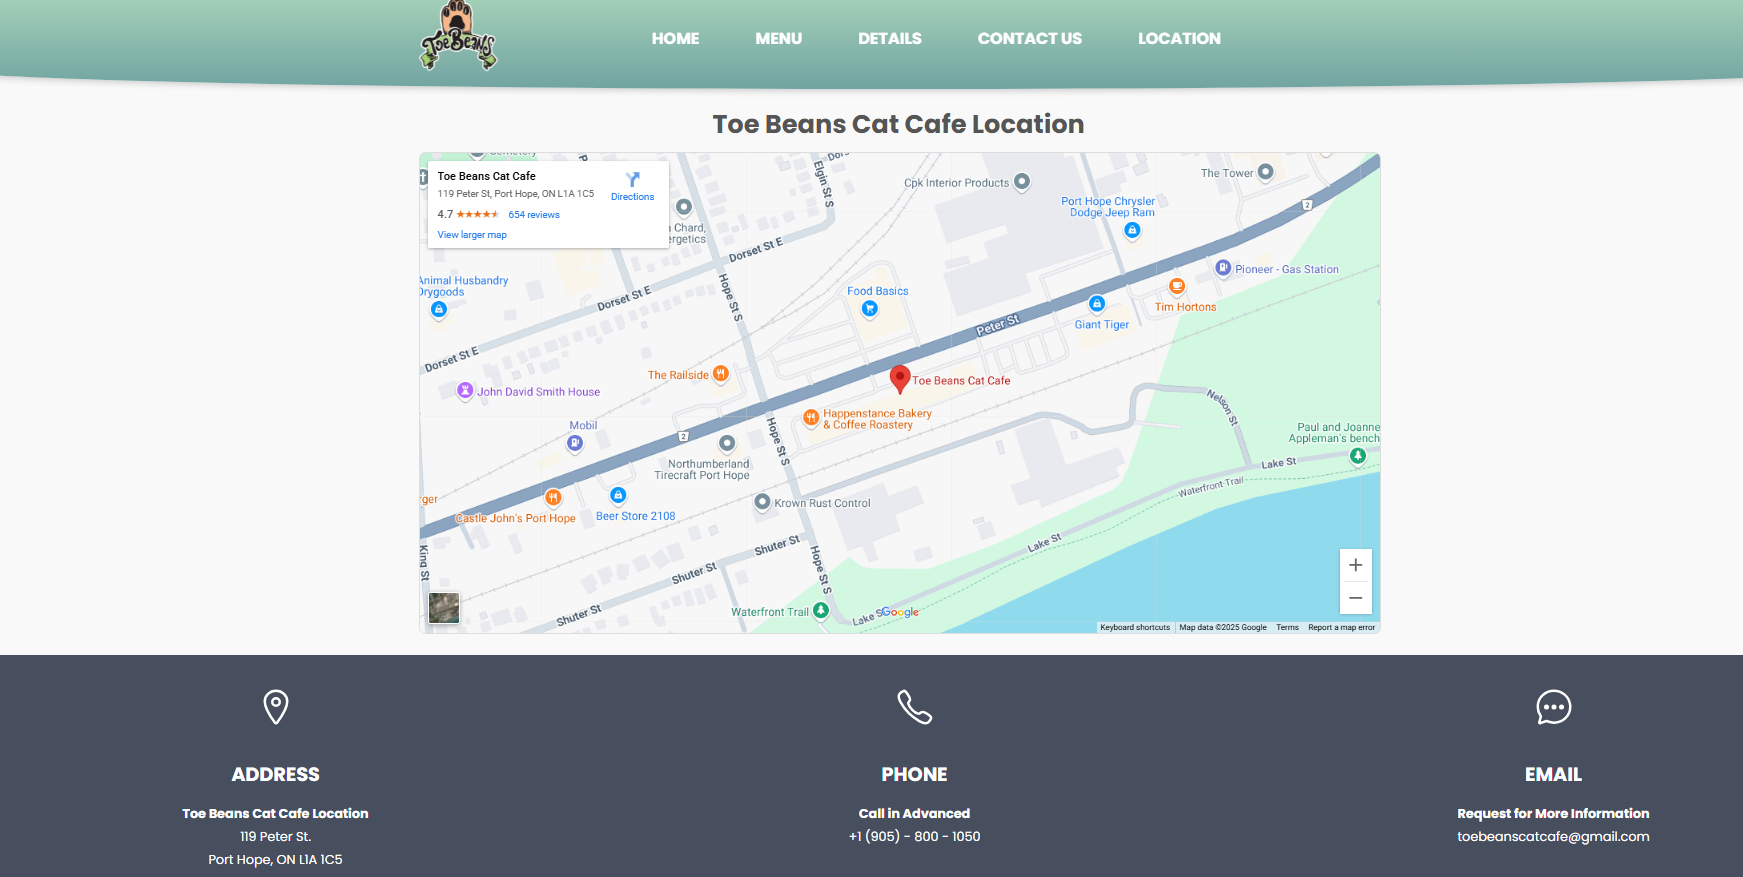 Toe Beans
HOME
MENU
DETAILS
CONTACT US
LOCATION
Toe Beans Cat Cafe Location
Toe Beans Cat Cafe
119 Peter St, Port Hope, ON L1A 1C5
4.7
654 reviews
View larger map
Directions
Cemetery
Elgin St S
Dorset St E
Cpk Interior Products
The Tower
Port Hope Chrysler
Dodge Jeep Ram
2
n Chard,
ergetics
Dorset St E
Pioneer - Gas Station
Animal Husbandry
Drygoods
Dorset St E
Hope St S
Food Basics
Tim Hortons
Giant Tiger
Peter St
Dorset St E
The Railside
Toe Beans Cat Cafe
John David Smith House
Nelson St
Happenstance Bakery
& Coffee Roastery
Mobil
2
Hope St S
Paul and Joanne
Appleman's bench
Northumberland
Tirecraft Port Hope
Lake St
Waterfront Trail
rger
Castle John's Port Hope
Beer Store 2108
Krown Rust Control
King St
Shuter St
Hope St S
Lake St
Shuter St
Shuter St
Waterfront Trail
Lake S
Google
Keyboard shortcuts
Map data ©2025 Google
Terms
Report a map error
ADDRESS
Toe Beans Cat Cafe Location
119 Peter St.
Port Hope, ON L1A 1C5
PHONE
Call in Advanced
+1 (905) - 800 - 1050
EMAIL
Request for More Information
toebeanscatcafe@gmail.com